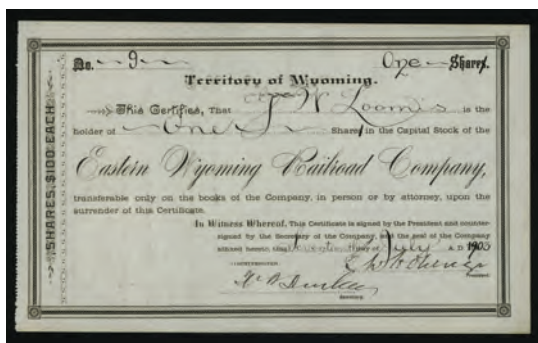 No. 9 One Share
Territory of Wyoming.
This Certifies, That J W Loomis is the
holder of One Share in the Capital Stock of the
Eastern Wyoming Railroad Company,
transferable only on the books of the Company, in person or by attorney, upon the
surrender of this Certificate.
In Witness Whereof, This Certificate is signed by the President and counter-
signed by the Secretary of the Company, and the seal of the Company
affixed hereto this day of July A. D. 1903
COUNTERSIGNED,
President.
Secretary.
SHARES, $100 EACH